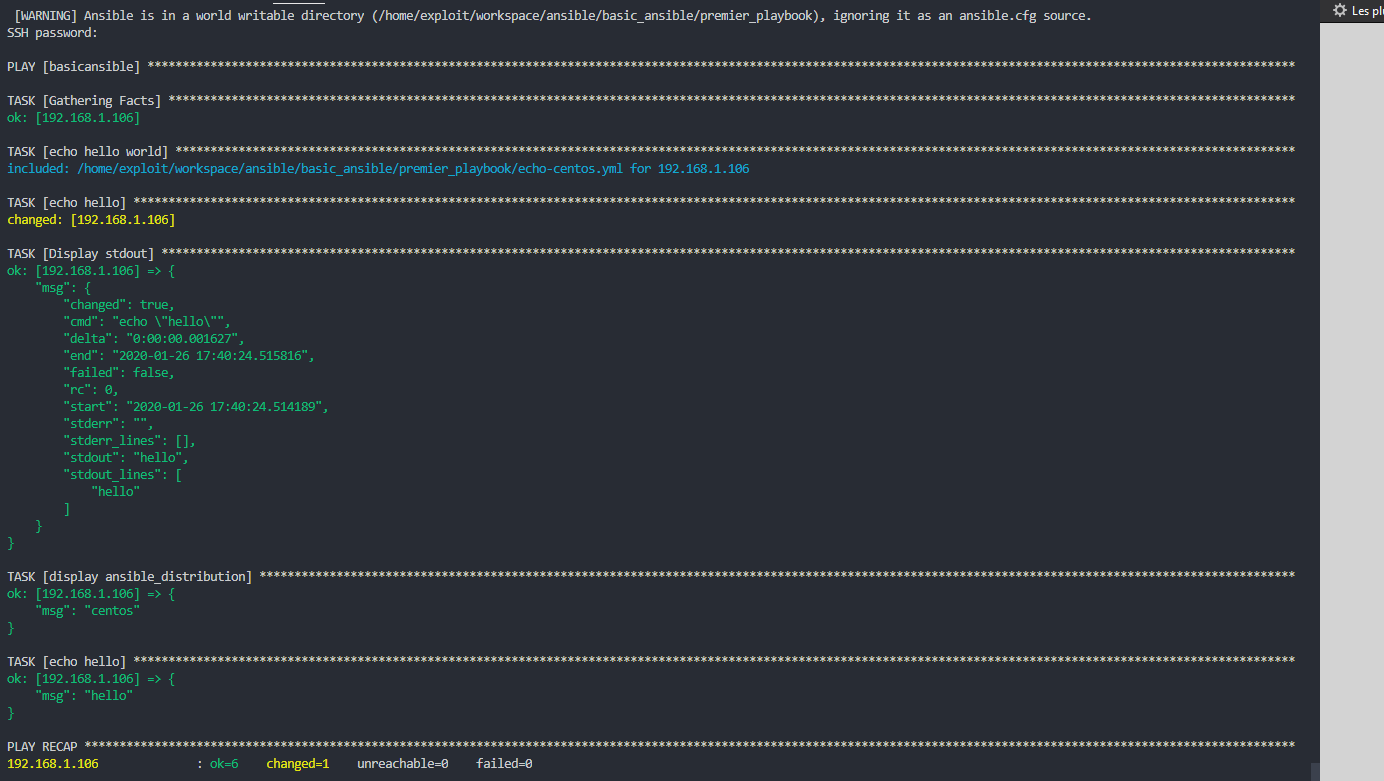 [WARNING] Ansible is in a world writable directory (/home/exploit/workspace/ansible/basic_ansible/premier_playbook), ignoring it as an ansible.cfg source.
Les pl
SSH password:
PLAY [basicansible] ********************************************************************************************************************************************************************
TASK [Gathering Facts] *****************************************************************************************************************************************************************
ok: [192.168.1.106]
TASK [echo hello world] ****************************************************************************************************************************************************************
included: /home/exploit/workspace/ansible/basic_ansible/premier_playbook/echo-centos.yml for 192.168.1.106
TASK [echo hello] **********************************************************************************************************************************************************************
changed: [192.168.1.106]
TASK [Display stdout] ******************************************************************************************************************************************************************
ok: [192.168.1.106] => {
    "msg": {
        "changed": true,
        "cmd": "echo \"hello\"",
        "delta": "0:00:00.001627",
        "end": "2020-01-26 17:40:24.515816",
        "failed": false,
        "rc": 0,
        "start": "2020-01-26 17:40:24.514189",
        "stderr": "",
        "stderr_lines": [],
        "stdout": "hello",
        "stdout_lines": [
            "hello"
        ]
    }
}
TASK [display ansible_distribution] ****************************************************************************************************************************************************
ok: [192.168.1.106] => {
    "msg": "centos"
}
TASK [echo hello] **********************************************************************************************************************************************************************
ok: [192.168.1.106] => {
    "msg": "hello"
}
PLAY RECAP *****************************************************************************************************************************************************************************
192.168.1.106              : ok=6    changed=1    unreachable=0    failed=0